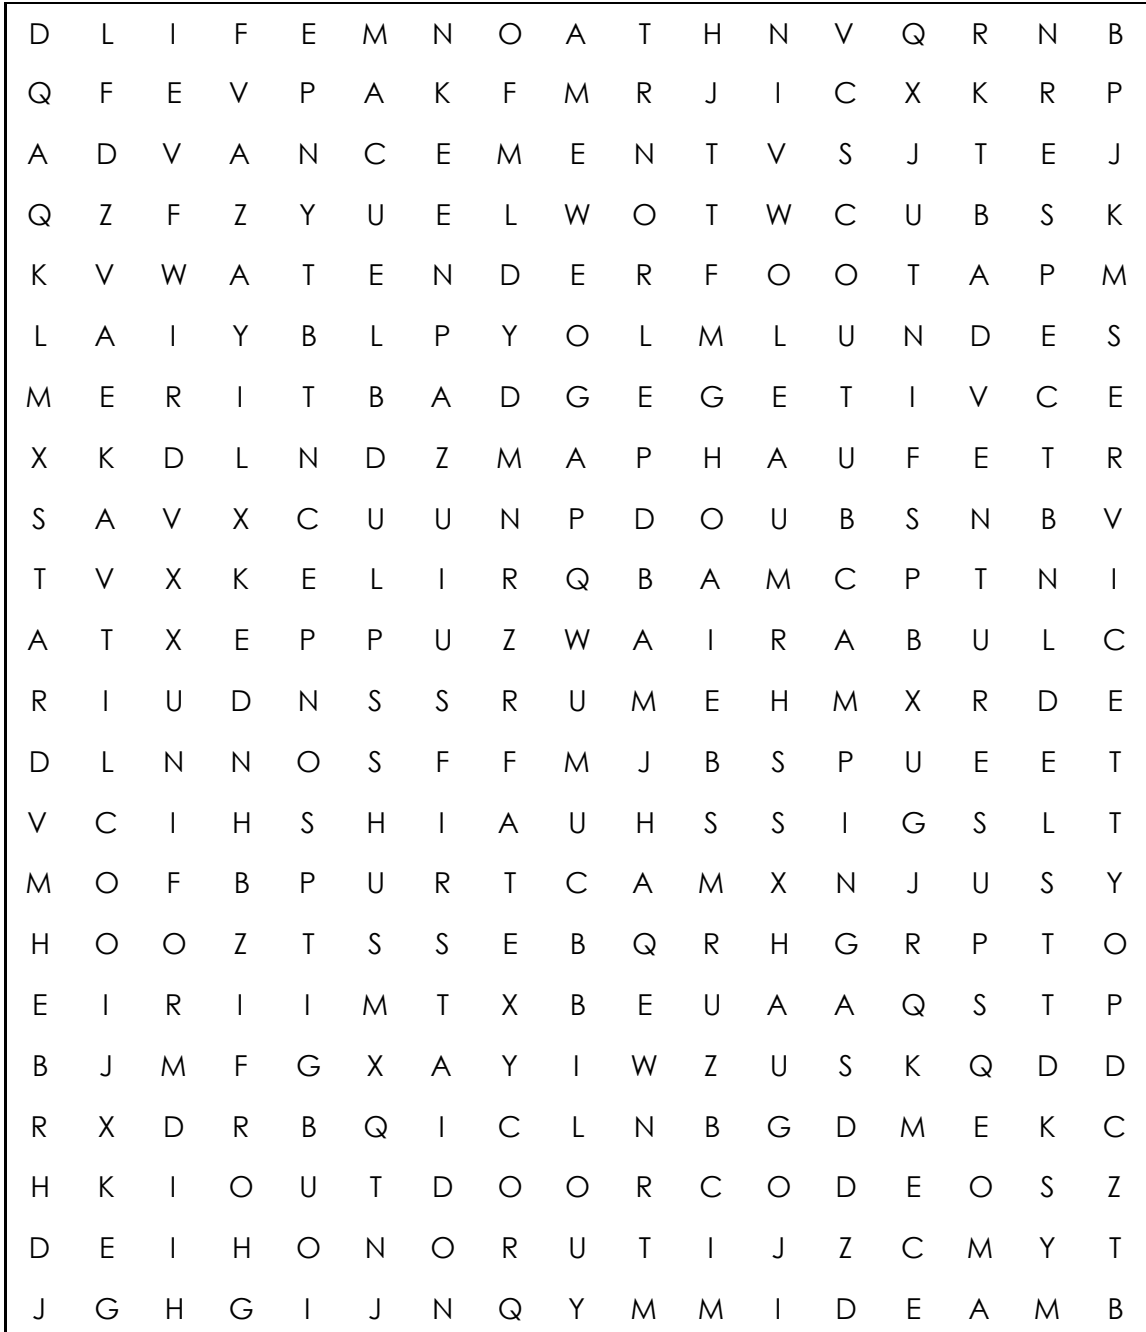 D L I F E M N O A T H N V Q R N B
Q F E V P A K F M R J I C X K R P
A D V A N C E M E N T V S J T E J
Q Z F Z Y U E L W O T W C U B S K
K V W A T E N D E R F O O T A P M
L A I Y B L P Y O L M L U N D E S
M E R I T B A D G E G E T I V C E
X K D L N D Z M A P H A U F E T R
S A V X C U U N P D O U B S N B V
T V X K E L I R Q B A M C P T N I
A T X E P P U Z W A I R A B U L C
R I U D N S S R U M E H M X R D E
D L N N O S F F M J B S P U E E T
V C I H S H I A U H S S I G S L T
M O F B P U R T C A M X N J U S Y
H O O Z T S S E B Q R H G R P T O
E I R I I M T X B E U A A Q S T P
B J M F G X A Y I W Z U S K Q D D
R X D R B Q I C L N B G D M E K C
H K I O U T D O O R C O D E O S Z
D E I H O N O R U T I J Z C M Y T
J G H G I J N Q Y M M I D E A M B